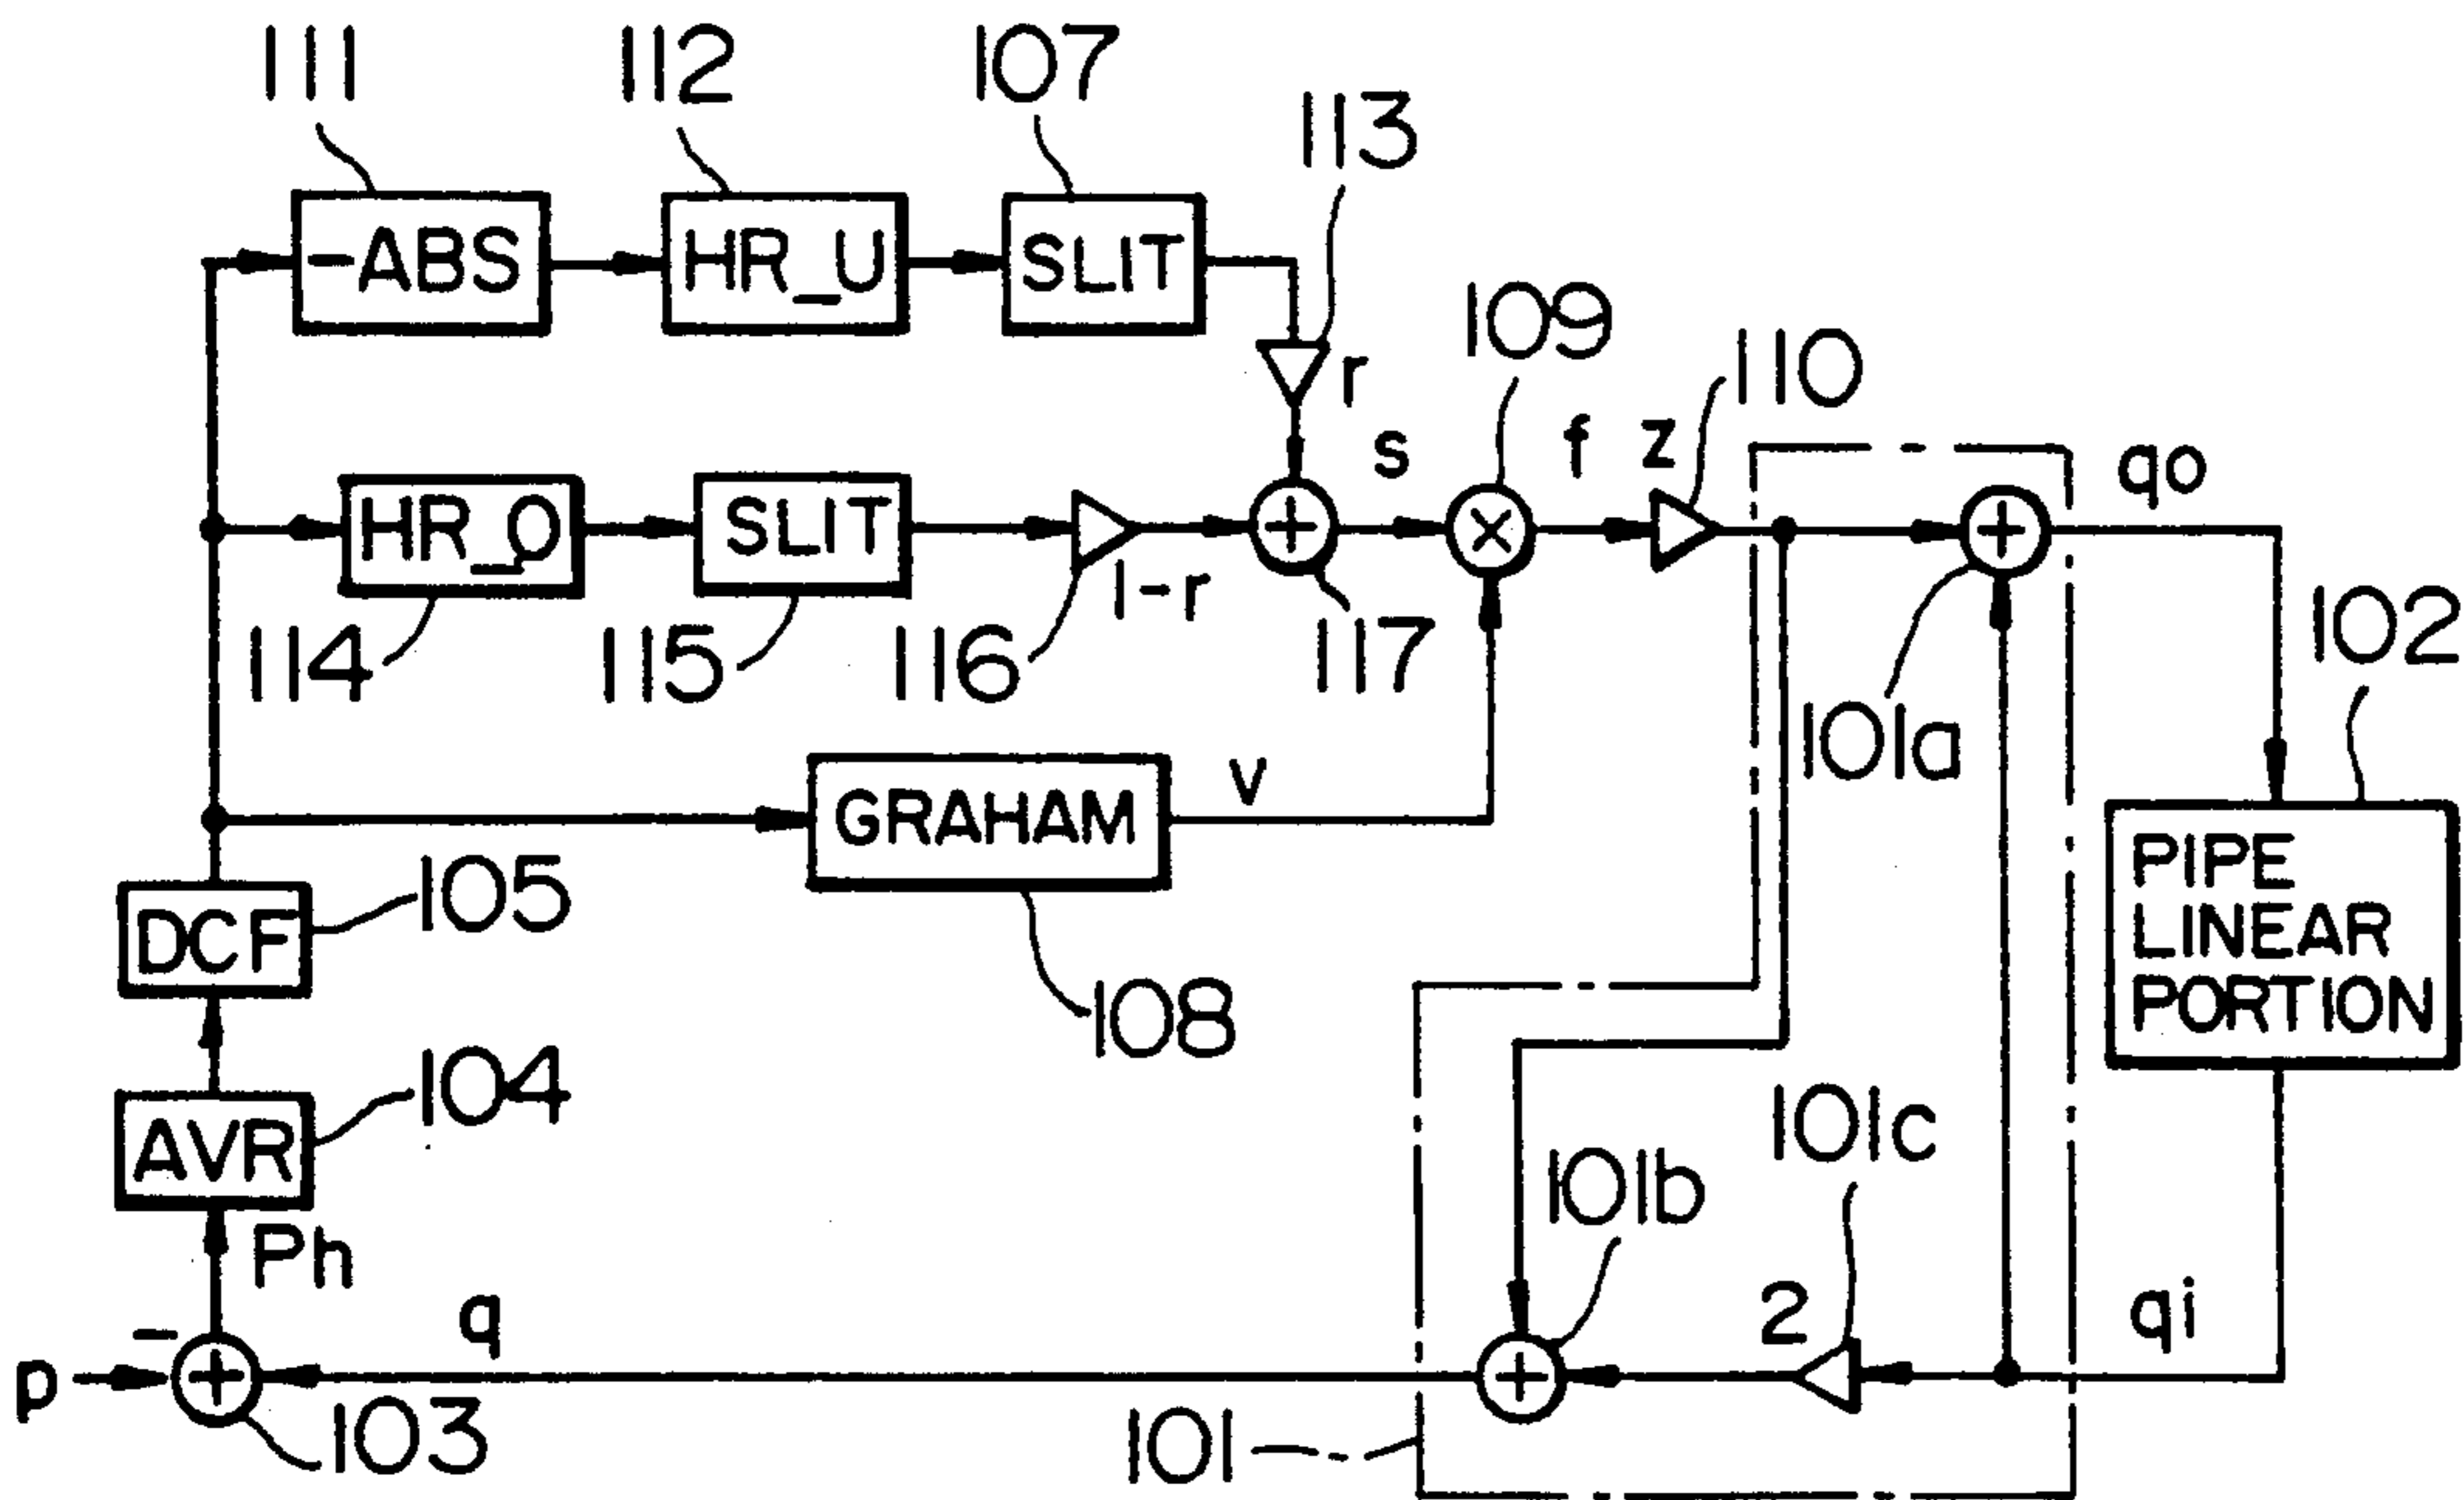 111
112
107
113
-ABS
HR_U
SLIT
r
109
110
s
f
z
qo
HR_O
SLIT
1-r
114
115
116
117
101a
102
GRAHAM
v
108
DCF
105
PIPE
LINEAR
PORTION
AVR
104
Ph
101b
101c
2
qi
q
- 
p
103
101